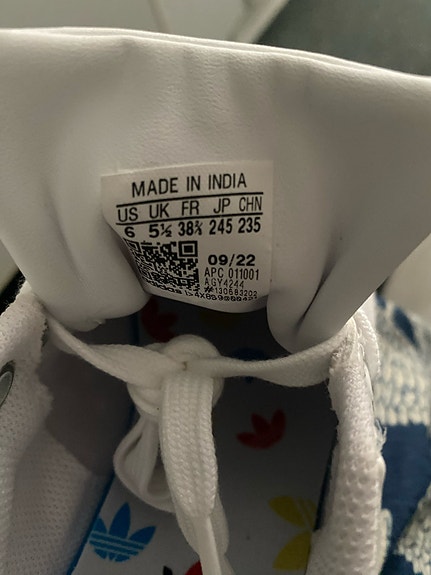 MADE IN INDIA
US UK FR JP CHN
6 5½ 38⅔ 245 235
09/22
APC 011001
AGY4244
#130683202